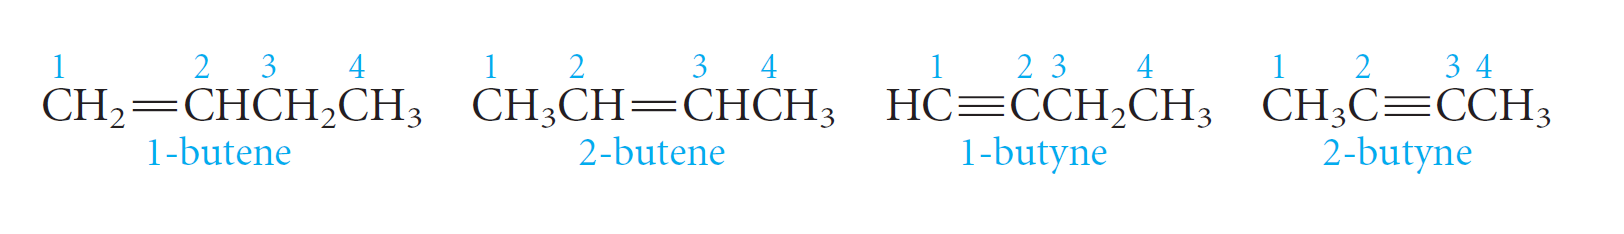 1 2 3 4 1 2 3 4 1 2 3 4 1 2 3 4
CH₂=CHCH₂CH₃ CH₃CH=CHCH₃ HC≡CCH₂CH₃ CH₃C≡CCH₃
1-butene 2-butene 1-butyne 2-butyne